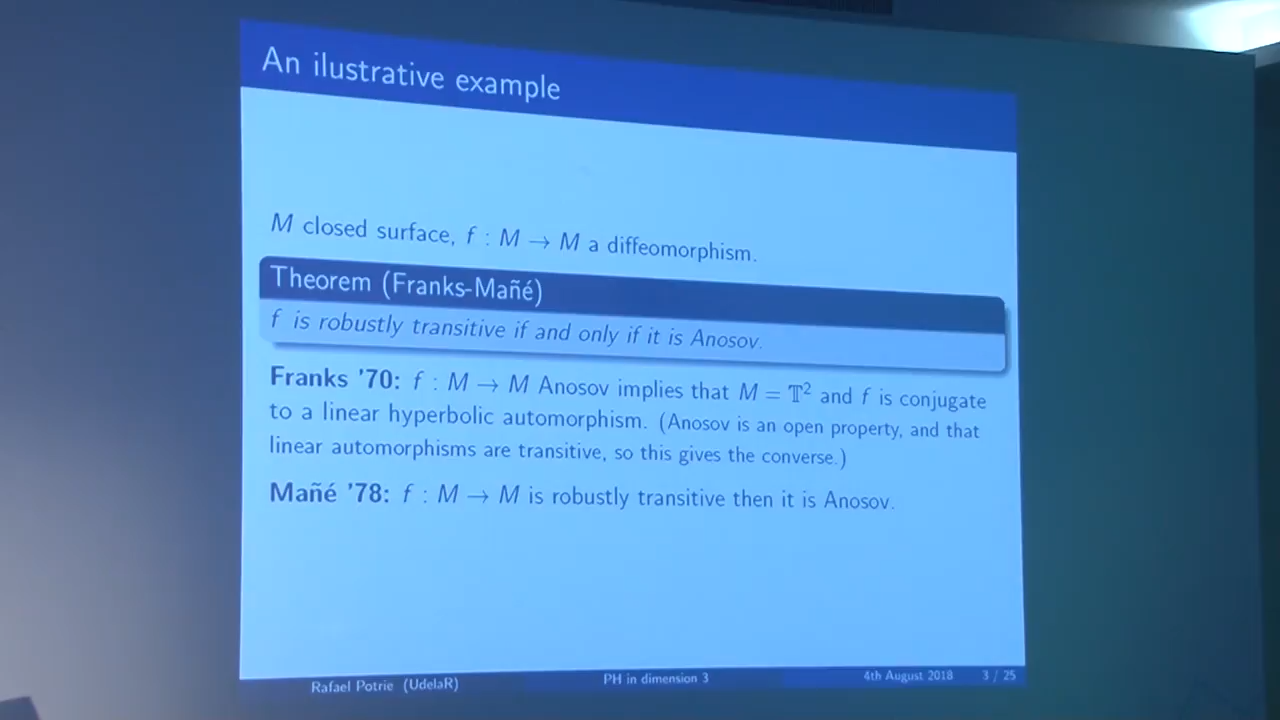 An ilustrative example
M closed surface, f : M → M a diffeomorphism.
Theorem (Franks-Mañé)
f is robustly transitive if and only if it is Anosov.
Franks '70: f : M → M Anosov implies that M = 𝕋² and f is conjugate
to a linear hyperbolic automorphism. (Anosov is an open property, and that
linear automorphisms are transitive, so this gives the converse.)
Mañé '78: f : M → M is robustly transitive then it is Anosov.
Rafael Potrie (UdelaR) PH in dimension 3 4th August 2018 3 / 25